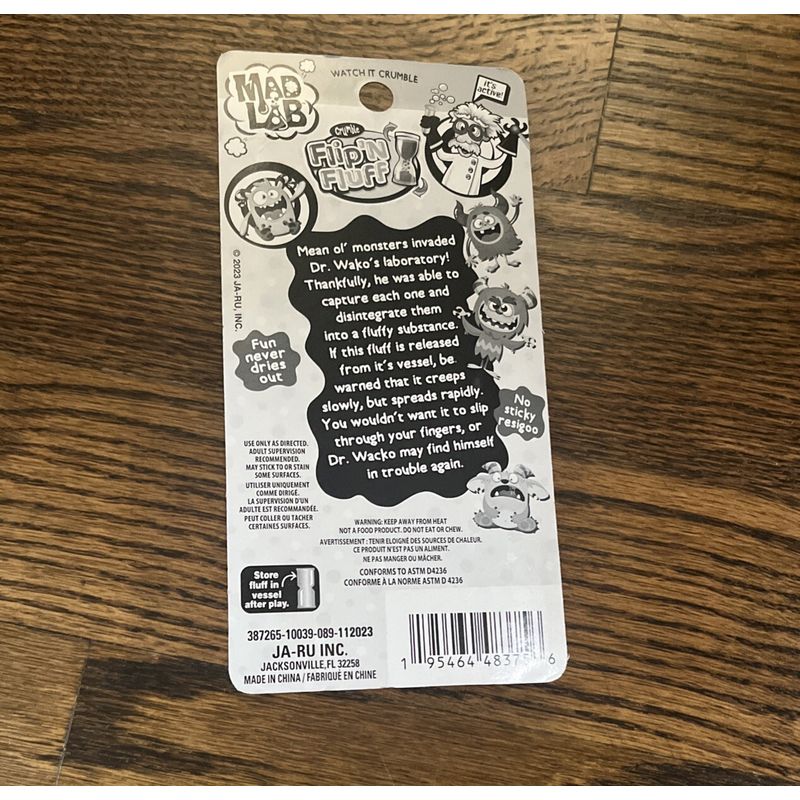 WATCH IT CRUMBLE
MAD
LAB
it's
active!
Crumble
Flip'N
Fluff
Mean ol' monsters invaded
Dr. Wako's laboratory!
Thankfully, he was able to
capture each one and
disintegrate them
into a fluffy substance.
If this fluff is released
from it's vessel, be
warned that it creeps
slowly, but spreads rapidly.
You wouldn't want it to slip
through your fingers, or
Dr. Wacko may find himself
in trouble again.
© 2023 JA-RU, INC.
Fun
never
dries
out
No
sticky
resigoo
USE ONLY AS DIRECTED.
ADULT SUPERVISION
RECOMMENDED.
MAY STICK TO OR STAIN
SOME SURFACES.
UTILISER UNIQUEMENT
COMME DIRIGÉ.
LA SUPERVISION D'UN
ADULTE EST RECOMMANDÉE.
PEUT COLLER OU TACHER
CERTAINES SURFACES.
WARNING: KEEP AWAY FROM HEAT
NOT A FOOD PRODUCT. DO NOT EAT OR CHEW.
AVERTISSEMENT : TENIR ELOIGNÉ DES SOURCES DE CHALEUR.
CE PRODUIT N'EST PAS UN ALIMENT.
NE PAS MANGER OU MÂCHER.
CONFORMS TO ASTM D4236
CONFORME À LA NORME ASTM D 4236
Store
fluff in
vessel
after play.
387265-10039-089-112023
JA-RU INC.
JACKSONVILLE, FL 32258
MADE IN CHINA / FABRIQUÉ EN CHINE
1 95464 4837 6